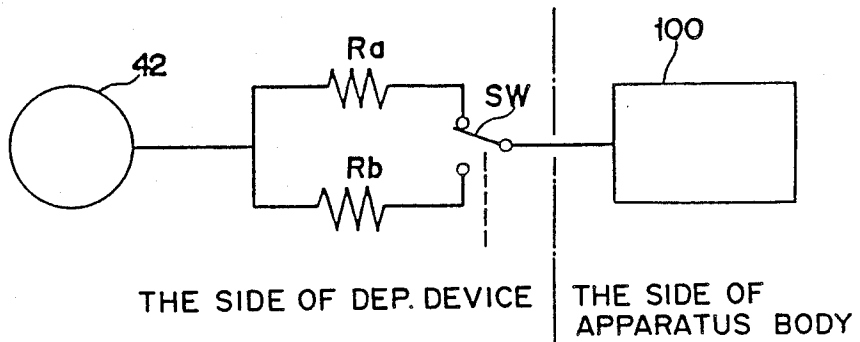 42
Ra
SW
100
Rb
THE SIDE OF DEP. DEVICE
THE SIDE OF
APPARATUS BODY